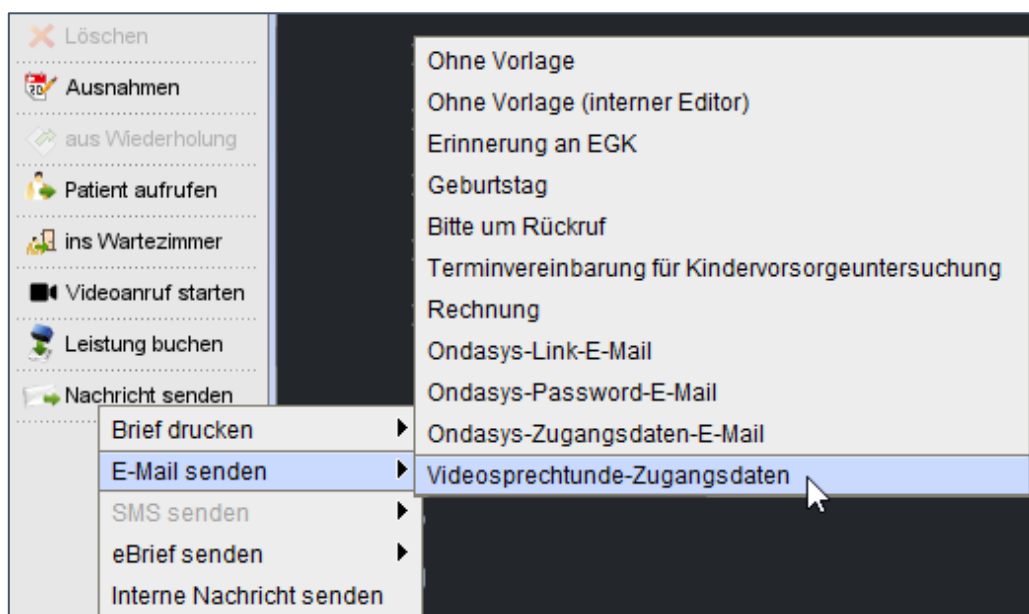 Löschen
Ausnahmen
aus Wiederholung
Patient aufrufen
ins Wartezimmer
Videoanruf starten
Leistung buchen
Nachricht senden
Brief drucken
E-Mail senden
SMS senden
eBrief senden
Interne Nachricht senden
Ohne Vorlage
Ohne Vorlage (interner Editor)
Erinnerung an EGK
Geburtstag
Bitte um Rückruf
Terminvereinbarung für Kindervorsorgeuntersuchung
Rechnung
Ondasys-Link-E-Mail
Ondasys-Password-E-Mail
Ondasys-Zugangsdaten-E-Mail
Videosprechtunde-Zugangsdaten